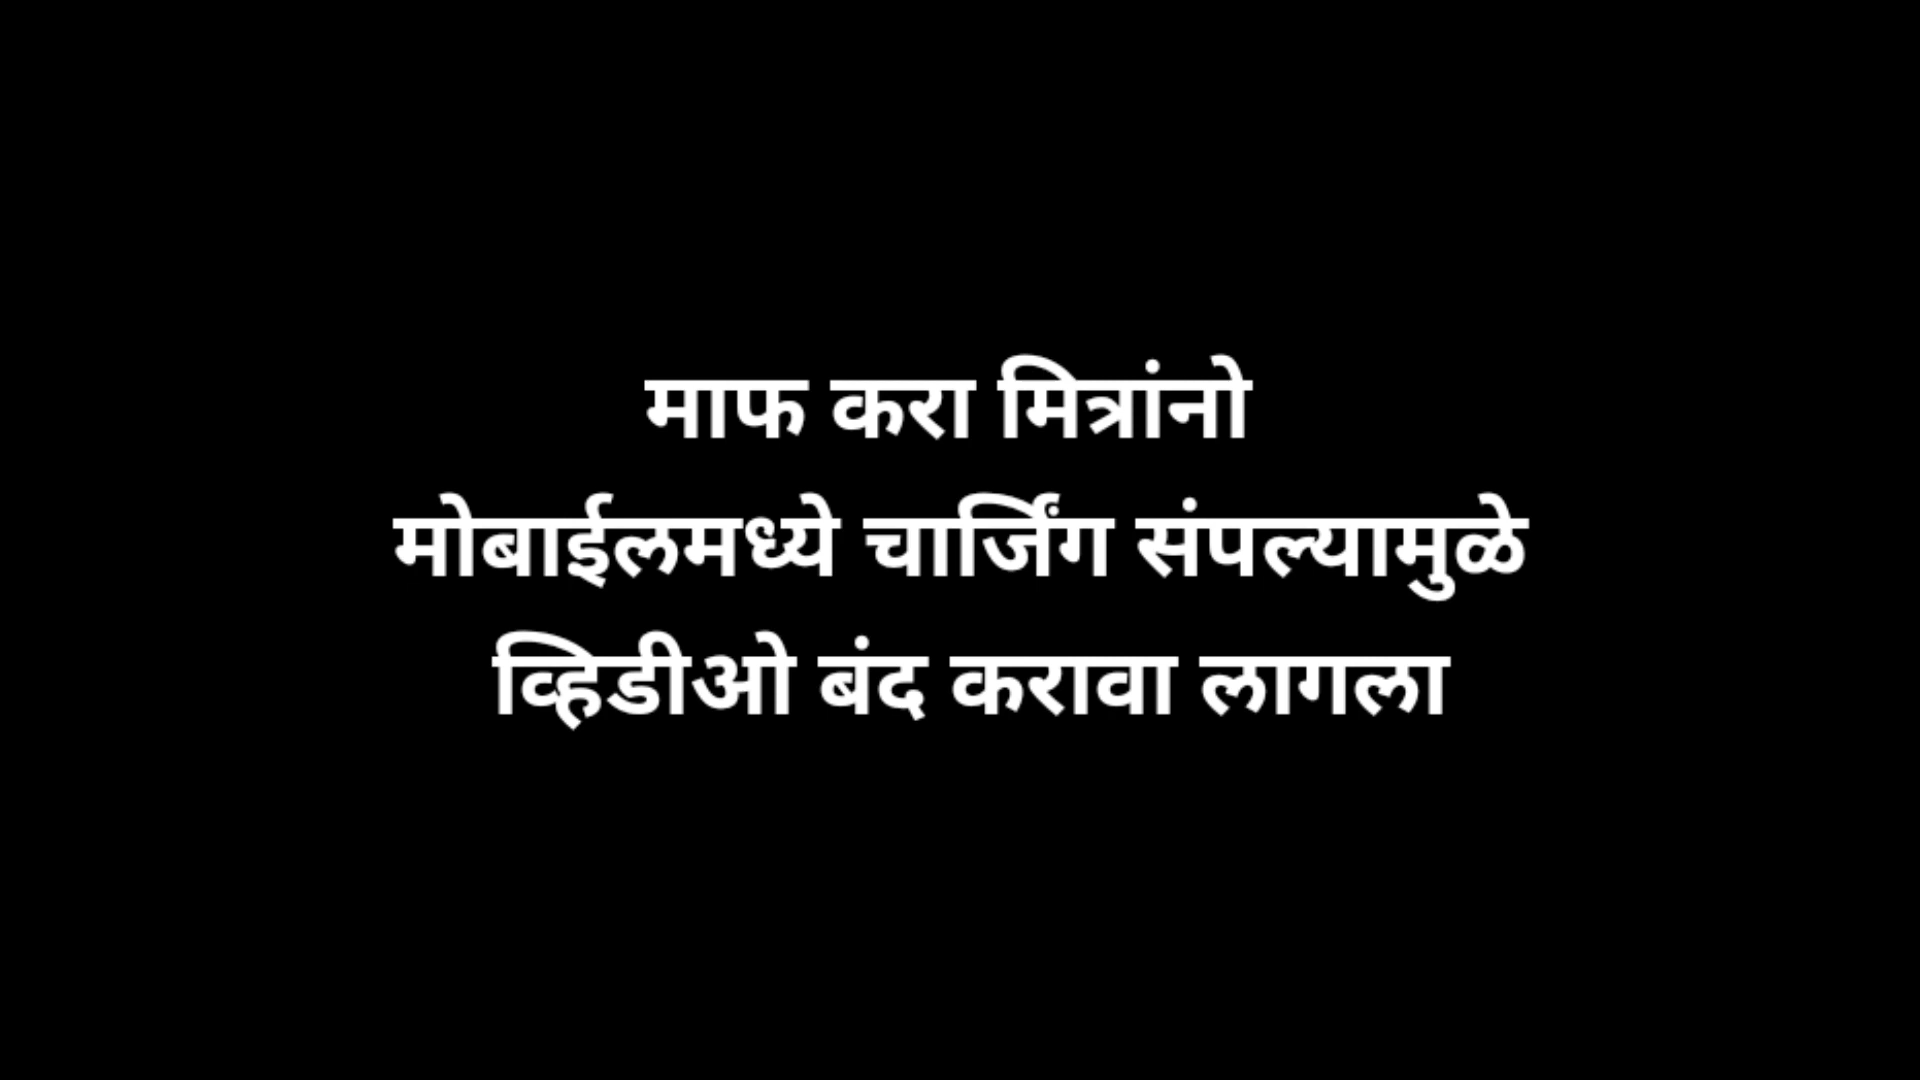 माफ करा मित्रांनो
मोबाईलमध्ये चार्जिंग संपल्यामुळे
व्हिडीओ बंद करावा लागला